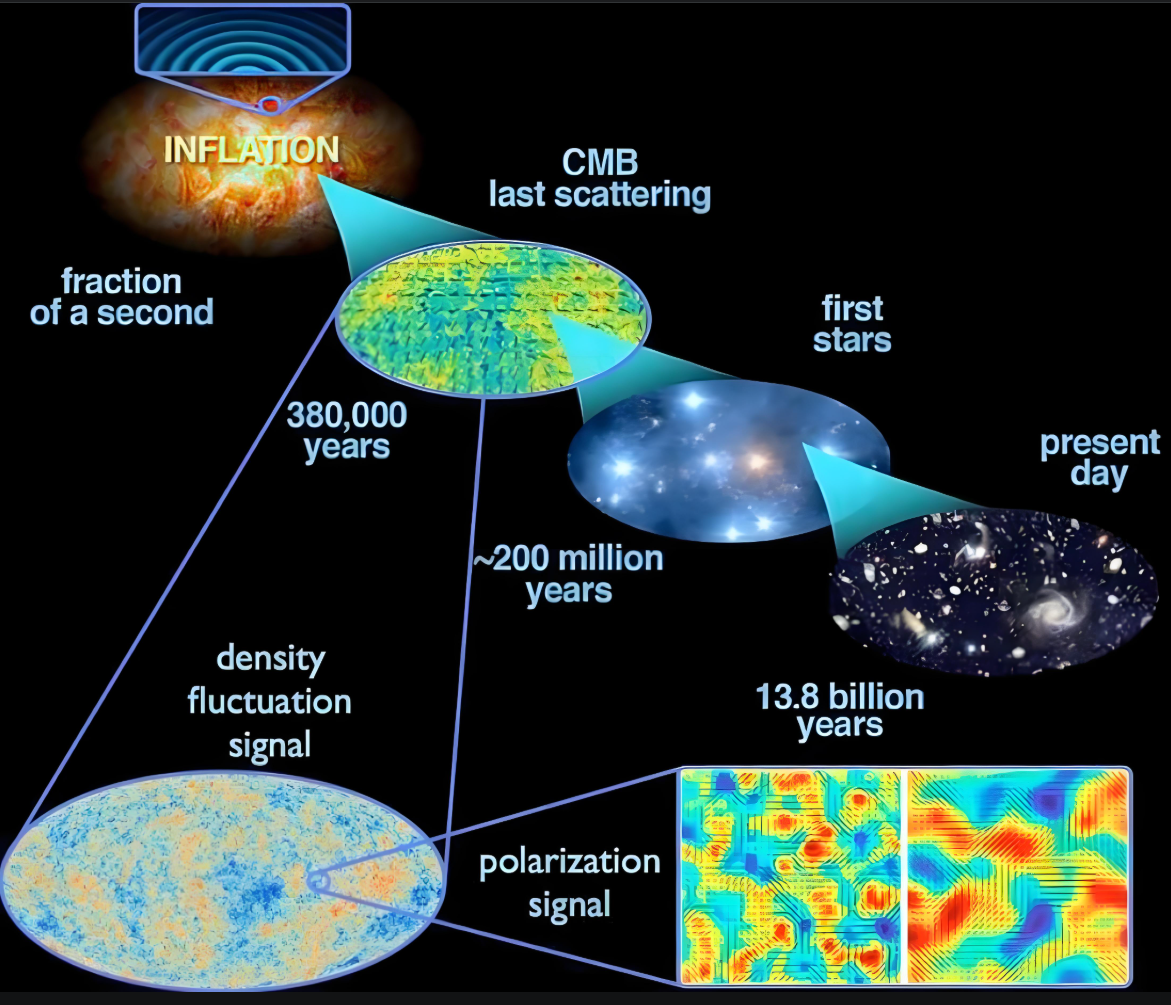 INFLATION
fraction
of a second
CMB
last scattering
380,000
years
first
stars
~200 million
years
present
day
13.8 billion
years
density
fluctuation
signal
polarization
signal